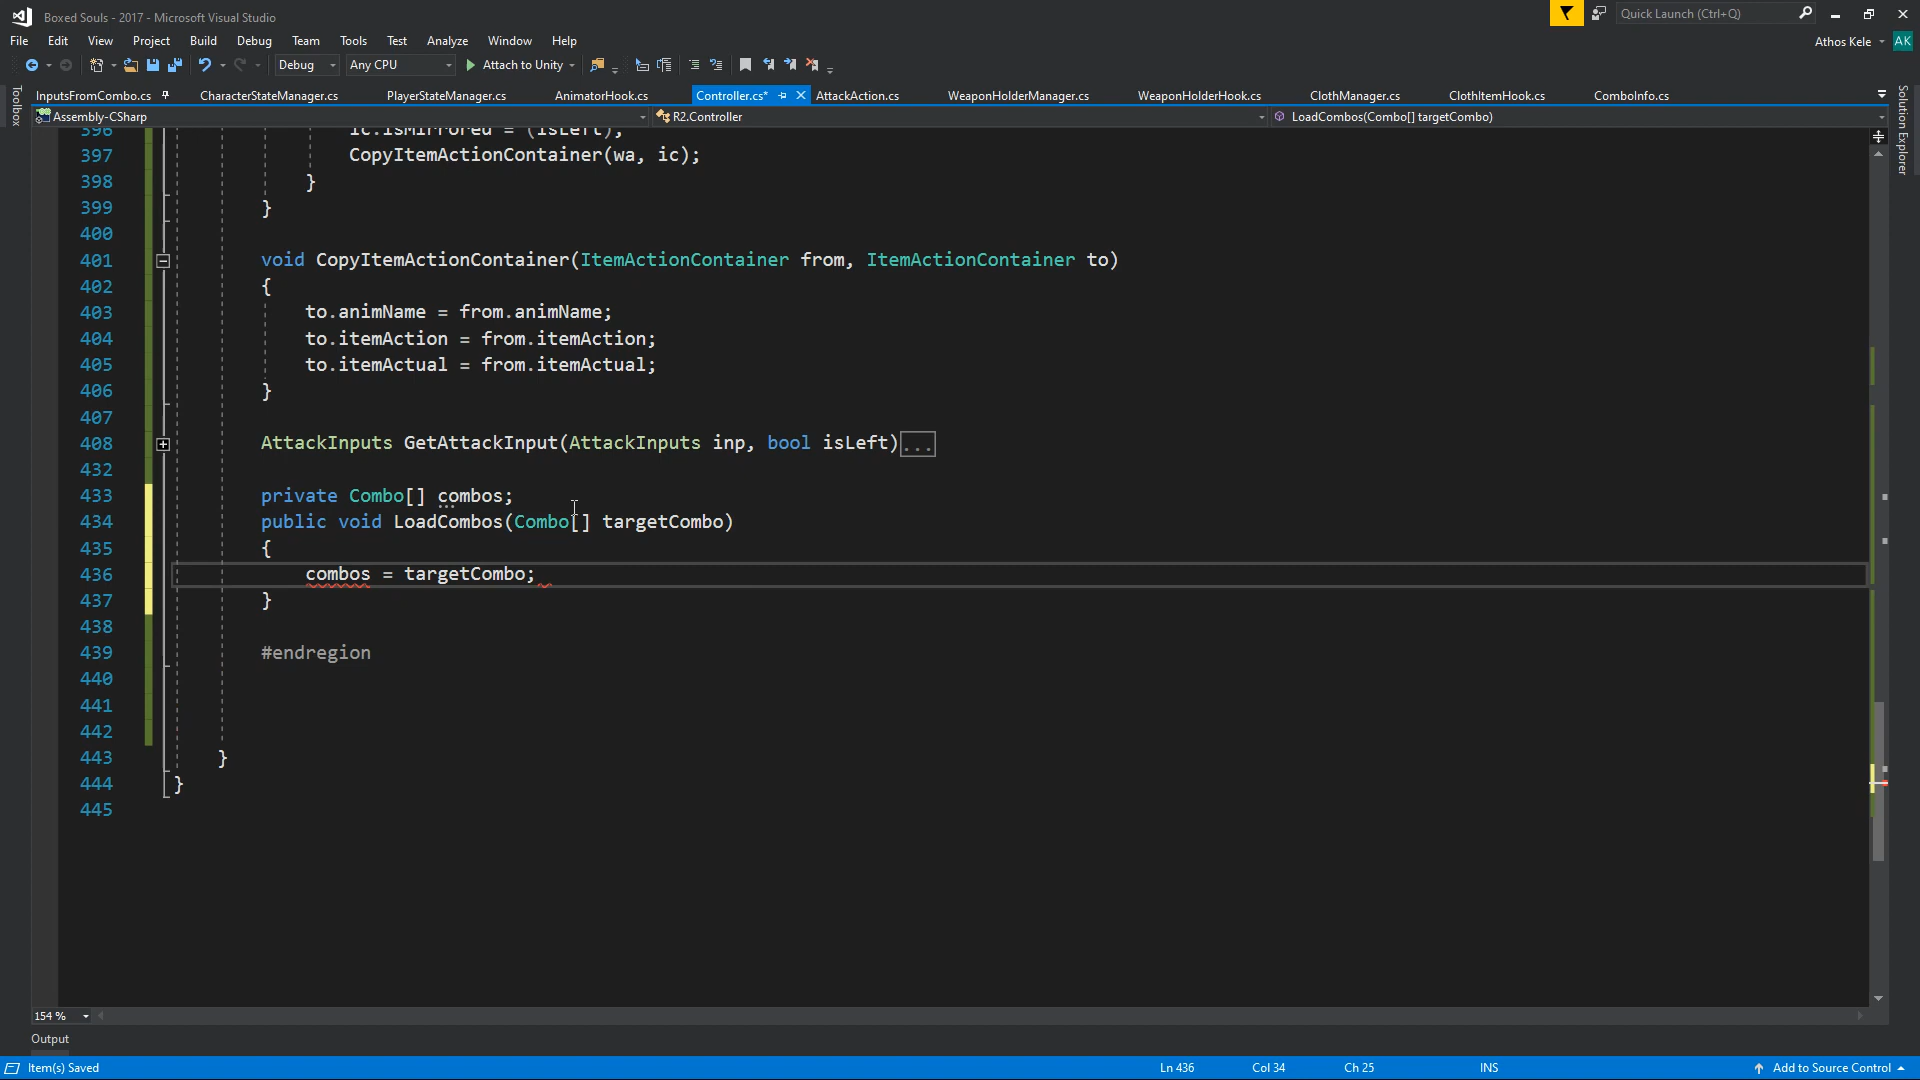 Boxed Souls - 2017 - Microsoft Visual Studio
Quick Launch (Ctrl+Q)
File Edit View Project Build Debug Team Tools Test Analyze Window Help
Athos Kele AK
Debug Any CPU Attach to Unity
Toolbox
Solution Explorer
InputsFromCombo.cs CharacterStateManager.cs PlayerStateManager.cs AnimatorHook.cs Controller.cs* AttackAction.cs WeaponHolderManager.cs WeaponHolderHook.cs ClothManager.cs ClothItemHook.cs ComboInfo.cs
Assembly-CSharp R2.Controller LoadCombos(Combo[] targetCombo)
396 ic.isMirrored = (isLeft);
397 CopyItemActionContainer(wa, ic);
398 }
399 }
400
401 void CopyItemActionContainer(ItemActionContainer from, ItemActionContainer to)
402 {
403 to.animName = from.animName;
404 to.itemAction = from.itemAction;
405 to.itemActual = from.itemActual;
406 }
407
408 AttackInputs GetAttackInput(AttackInputs inp, bool isLeft)...
432
433 private Combo[] combos;
434 public void LoadCombos(Combo[] targetCombo)
435 {
436 combos = targetCombo;
437 }
438
439 #endregion
440
441
442
443 }
444 }
445
154 %
Output
Item(s) Saved Ln 436 Col 34 Ch 25 INS Add to Source Control